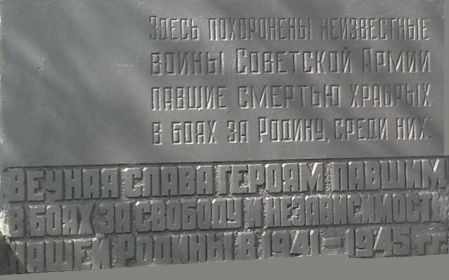 Здесь похоронены неизвестные
воины Советской Армии
павшие смертью храбрых
в боях за Родину, среди них:
ВЕЧНАЯ СЛАВА ГЕРОЯМ ПАВШИМ
В БОЯХ ЗА СВОБОДУ И НЕЗАВИСИМОСТЬ
НАШЕЙ РОДИНЫ В 1941-1945 ГГ.